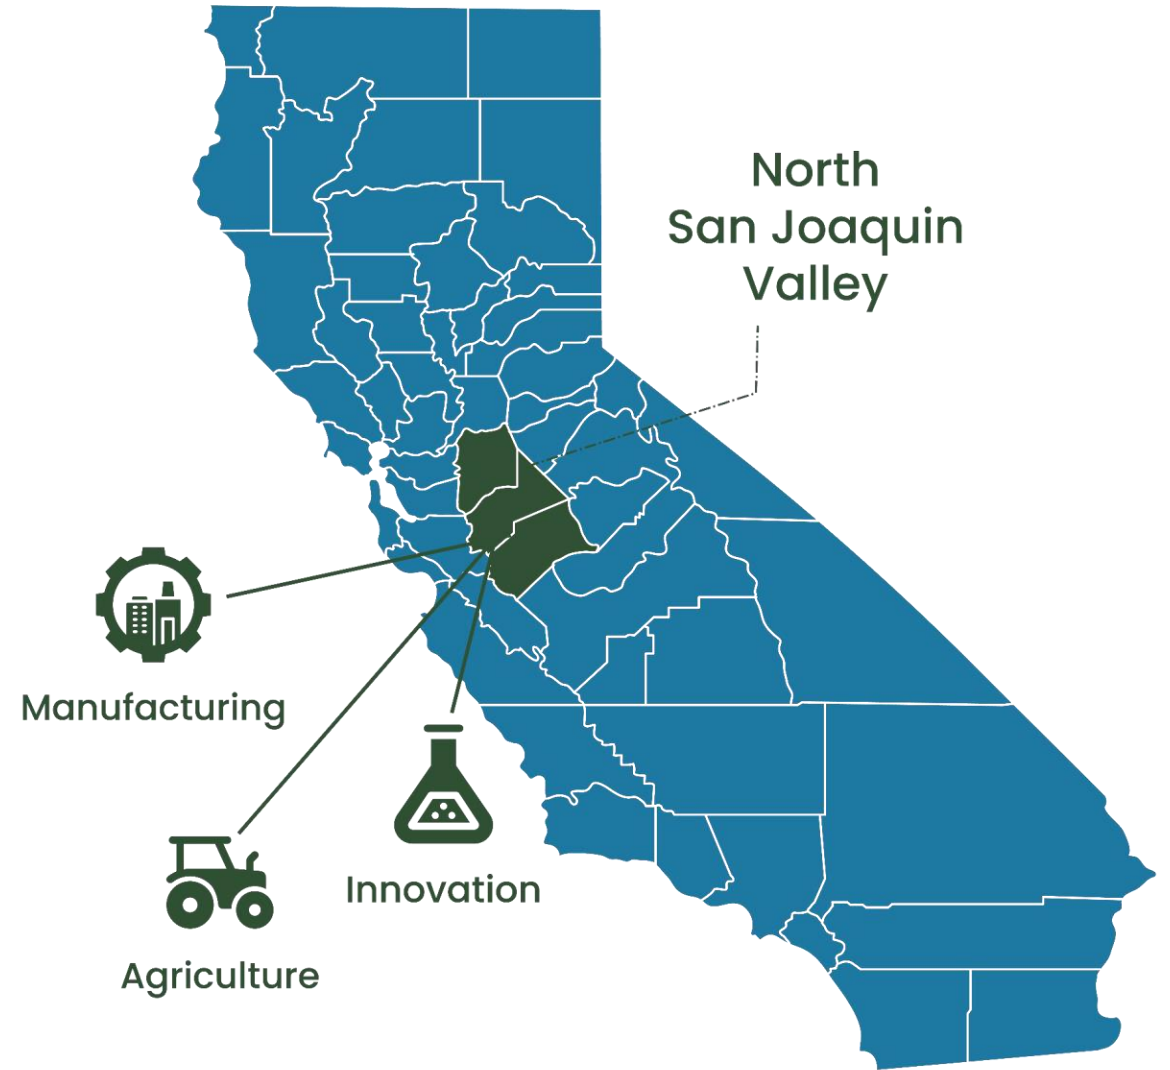 North
San Joaquin
Valley
Manufacturing
Innovation
Agriculture